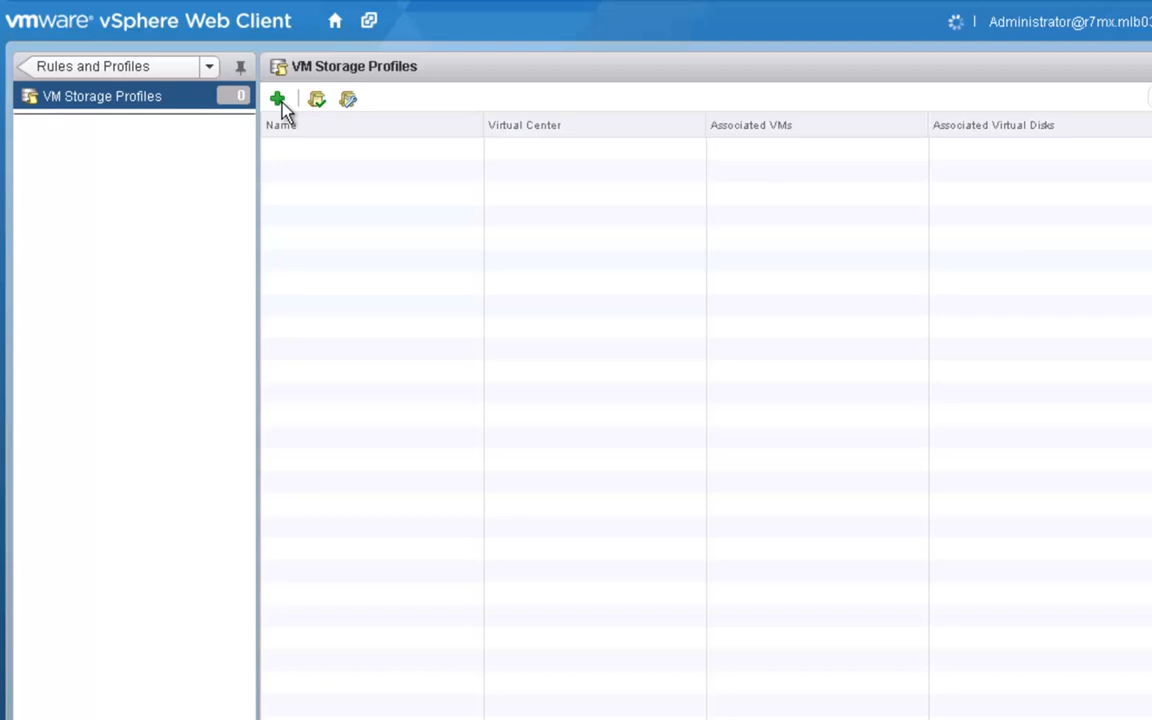 vmware® vSphere Web Client
Administrator@r7mx.mlb03
Rules and Profiles
VM Storage Profiles
VM Storage Profiles 0
Name Virtual Center Associated VMs Associated Virtual Disks